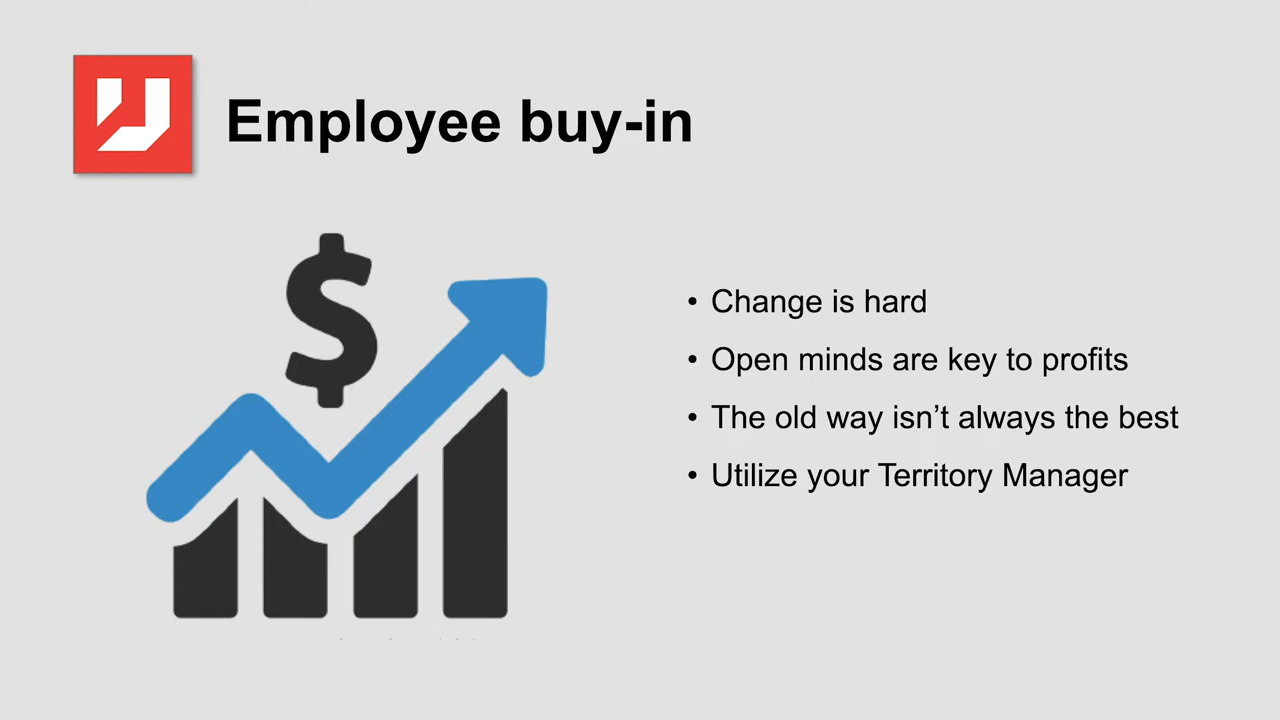 Employee buy-in
$
• Change is hard
• Open minds are key to profits
• The old way isn’t always the best
• Utilize your Territory Manager